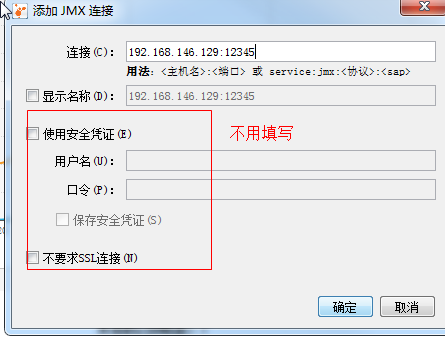 添加 JMX 连接
连接(C): 192.168.146.129:12345
用法: <主机名>:<端口> 或 service:jmx:<协议>:<sap>
显示名称(D): 192.168.146.129:12345
使用安全凭证(E)
不用填写
用户名(U):
口令(P):
保存安全凭证(S)
不要求SSL连接(N)
确定 取消